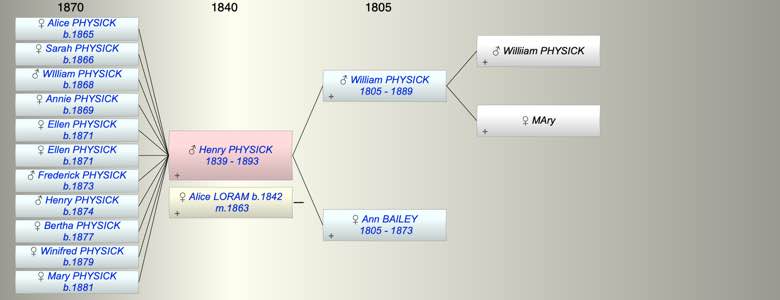 1870
1840
1805
♀ Alice PHYSICK
b.1865
♀ Sarah PHYSICK
b.1866
♂ WIlliam PHYSICK
b.1868
♀ Annie PHYSICK
b.1869
♀ Ellen PHYSICK
b.1871
♀ Ellen PHYSICK
b.1871
♂ Frederick PHYSICK
b.1873
♂ Henry PHYSICK
b.1874
♀ Bertha PHYSICK
b.1877
♀ Winifred PHYSICK
b.1879
♀ Mary PHYSICK
b.1881
♂ Henry PHYSICK
1839 - 1893
+
♀ Alice LORAM b.1842
m.1863
+
♂ William PHYSICK
1805 - 1889
+
♀ Ann BAILEY
1805 - 1873
+
♂ Williiam PHYSICK
+
♀ MAry
+